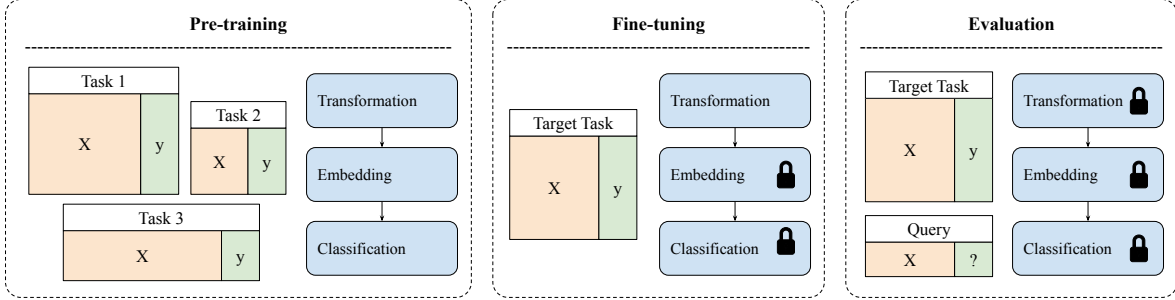 Pre-training
Task 1
X
y
Task 2
X
y
Task 3
X
y
Transformation
Embedding
Classification
Fine-tuning
Target Task
X
y
Transformation
Embedding
Classification
Evaluation
Target Task
X
y
Query
X
?
Transformation
Embedding
Classification